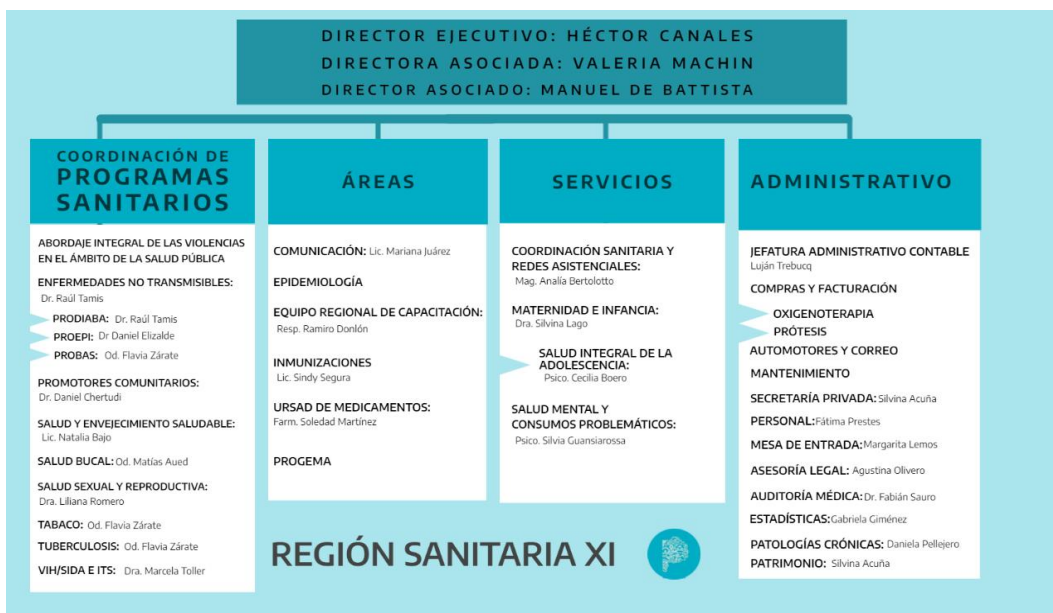 DIRECTOR EJECUTIVO: HÉCTOR CANALES
DIRECTORA ASOCIADA: VALERIA MACHIN
DIRECTOR ASOCIADO: MANUEL DE BATTISTA
COORDINACIÓN DE
PROGRAMAS
SANITARIOS
ABORDAJE INTEGRAL DE LAS VIOLENCIAS
EN EL ÁMBITO DE LA SALUD PÚBLICA
ENFERMEDADES NO TRANSMISIBLES:
Dr. Raúl Tamis
PRODIABA: Dr. Raúl Tamis
PROEPI: Dr Daniel Elizalde
PROBAS: Od. Flavia Zárate
PROMOTORES COMUNITARIOS:
Dr. Daniel Chertudi
SALUD Y ENVEJECIMIENTO SALUDABLE:
Lic. Natalia Bajo
SALUD BUCAL: Od. Matías Aued
SALUD SEXUAL Y REPRODUCTIVA:
Dra. Liliana Romero
TABACO: Od. Flavia Zárate
TUBERCULOSIS: Od. Flavia Zárate
VIH/SIDA E ITS: Dra. Marcela Toller
ÁREAS
COMUNICACIÓN: Lic. Mariana Juárez
EPIDEMIOLOGÍA
EQUIPO REGIONAL DE CAPACITACIÓN:
Resp. Ramiro Donlón
INMUNIZACIONES
Lic. Sindy Segura
URSAD DE MEDICAMENTOS:
Farm. Soledad Martínez
PROGEMA
SERVICIOS
COORDINACIÓN SANITARIA Y
REDES ASISTENCIALES:
Mag. Analía Bertolotto
MATERNIDAD E INFANCIA:
Dra. Silvina Lago
SALUD INTEGRAL DE LA
ADOLESCENCIA:
Psico. Cecilia Boero
SALUD MENTAL Y
CONSUMOS PROBLEMÁTICOS:
Psico. Silvia Guansiarossa
ADMINISTRATIVO
JEFATURA ADMINISTRATIVO CONTABLE
Luján Trebucq
COMPRAS Y FACTURACIÓN
OXIGENOTERAPIA
PRÓTESIS
AUTOMOTORES Y CORREO
MANTENIMIENTO
SECRETARÍA PRIVADA: Silvina Acuña
PERSONAL:Fátima Prestes
MESA DE ENTRADA:Margarita Lemos
ASESORÍA LEGAL: Agustina Olivero
AUDITORÍA MÉDICA:Dr. Fabián Sauro
ESTADÍSTICAS:Gabriela Giménez
PATOLOGÍAS CRÓNICAS: Daniela Pellejero
PATRIMONIO: Silvina Acuña
REGIÓN SANITARIA XI